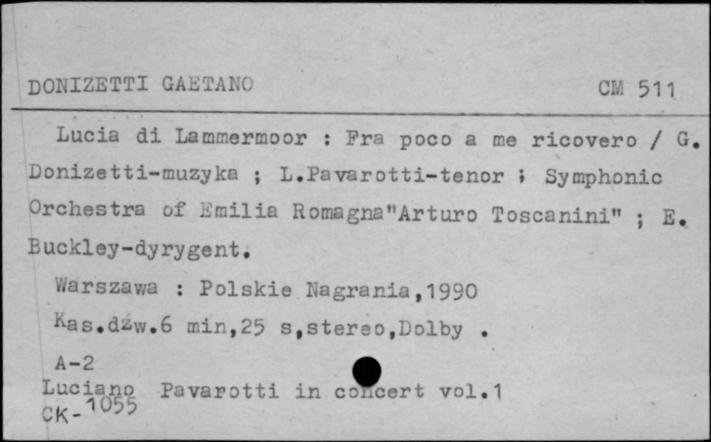 DONIZETTI GAETANO CM 511
Lucia di Lammermoor : Fra poco a me ricovero / G.
Donizetti-muzyka ; L.Pavarotti-tenor ; Symphonic
Orchestra of Emilia Romagna"Arturo Toscanini" ; E.
Buckley-dyrygent.
Warszawa : Polskie Nagrania,1990
Kas.dźw.6 min,25 s,stereo,Dolby .
A-2
Luciano Pavarotti in concert vol.1
CK-1055